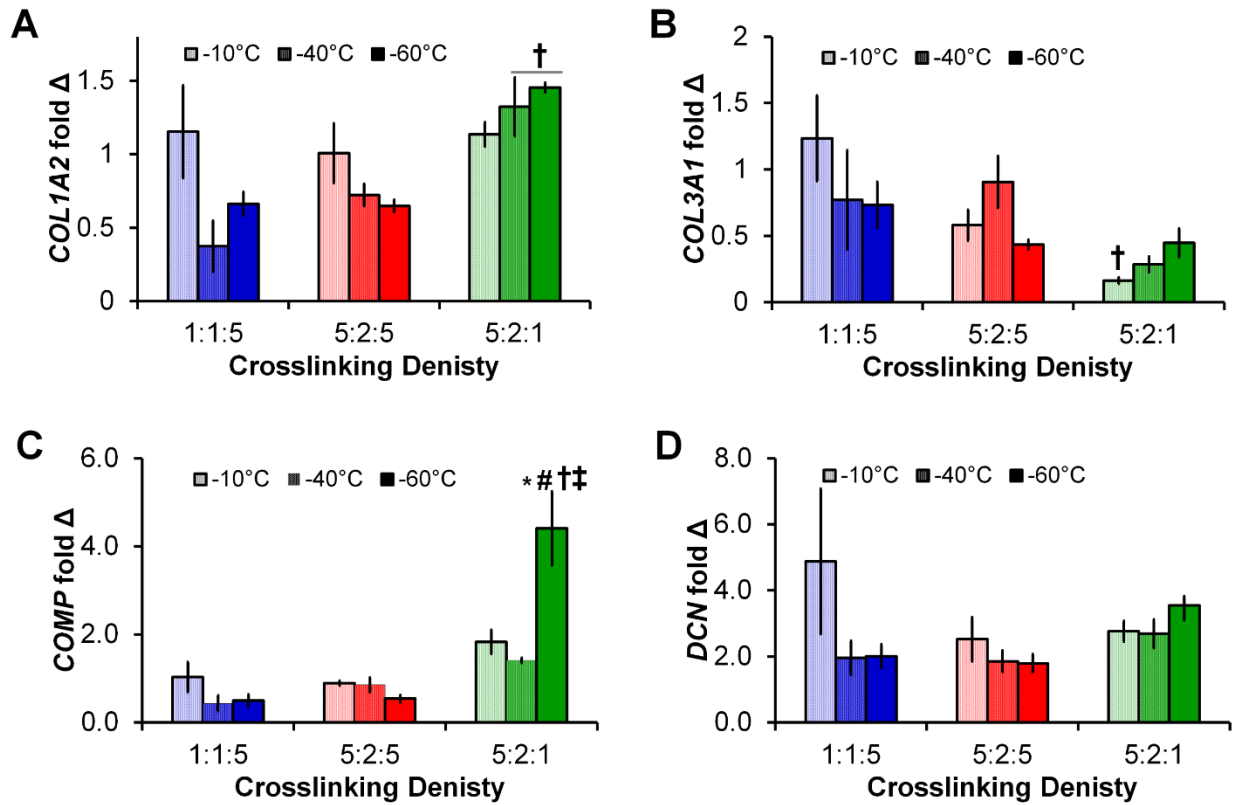 A
COL1A2 fold Δ
-10°C -40°C -60°C
†
1.5
1
0.5
0
1:1:5 5:2:5 5:2:1
Crosslinking Denisty
B
COL3A1 fold Δ
-10°C -40°C -60°C
2
1.5
1
0.5
0
†
1:1:5 5:2:5 5:2:1
Crosslinking Denisty
C
COMP fold Δ
-10°C -40°C -60°C
6.0
*#†‡
4.0
2.0
0.0
1:1:5 5:2:5 5:2:1
Crosslinking Denisty
D
DCN fold Δ
-10°C -40°C -60°C
8.0
6.0
4.0
2.0
0.0
1:1:5 5:2:5 5:2:1
Crosslinking Denisty